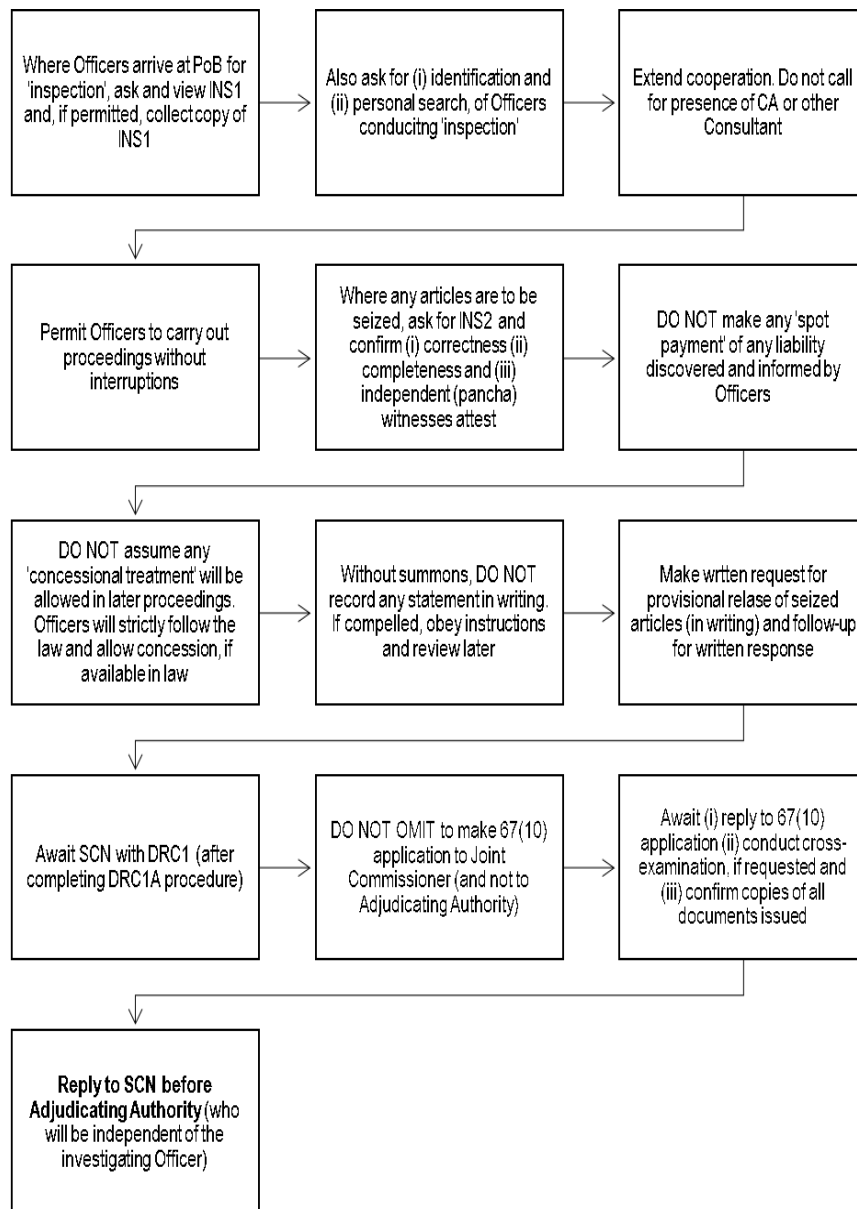 Where Officers arrive at PoB for
'inspection', ask and view INS1
and, if permitted, collect copy of
INS1
Also ask for (i) identification and
(ii) personal search, of Officers
conducitng 'inspection'
Extend cooperation. Do not call
for presence of CA or other
Consultant
Permit Officers to carry out
proceedings without
interruptions
Where any articles are to be
seized, ask for INS2 and
confirm (i) correctness (ii)
completeness and (iii)
independent (pancha)
witnesses attest
DO NOT make any 'spot
payment' of any liability
discovered and informed by
Officers
DO NOT assume any
'concessional treatment' will be
allowed in later proceedings.
Officers will strictly follow the
law and allow concession, if
available in law
Without summons, DO NOT
record any statement in writing.
If compelled, obey instructions
and review later
Make wrtten request for
provisional relase of seized
articles (in writing) and follow-up
for written response
Await SCN with DRC1 (after
completing DRC1A procedure)
DO NOT OMIT to make 67(10)
application to Joint
Commissioner (and not to
Adjudicating Authority)
Await (i) reply to 67(10)
application (ii) conduct cross-
examination, if requested and
(iii) confirm copies of all
documents issued
Reply to SCN before
Adjudicating Authority (who
will be independent of the
investigating Officer)